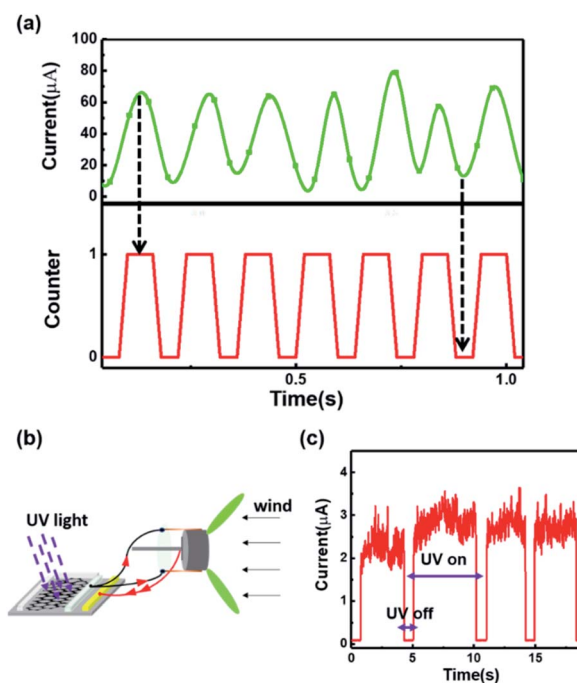 (a)
Current(μA)
100
80
60
40
20
0
Counter
1
0
0.5
1.0
Time(s)
(b)
UV light
wind
(c)
Current(μA)
4
3
2
1
0
UV on
UV off
0
5
10
15
Time(s)